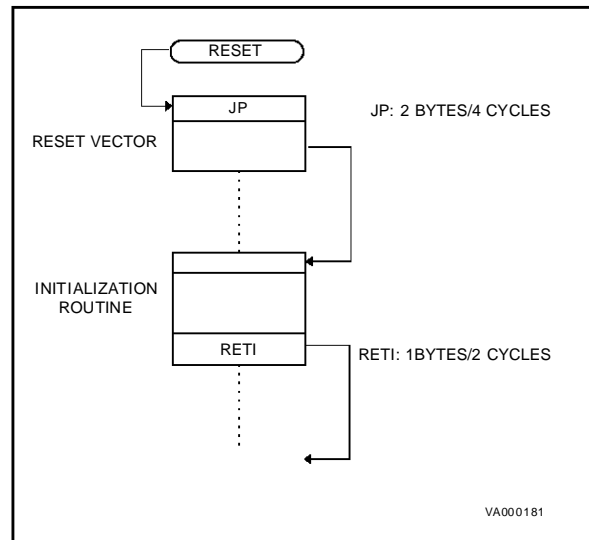 RESET
JP
JP: 2 BYTES/4 CYCLES
RESET VECTOR
INITIALIZATION
ROUTINE
RETI
RETI: 1BYTES/2 CYCLES
VA000181